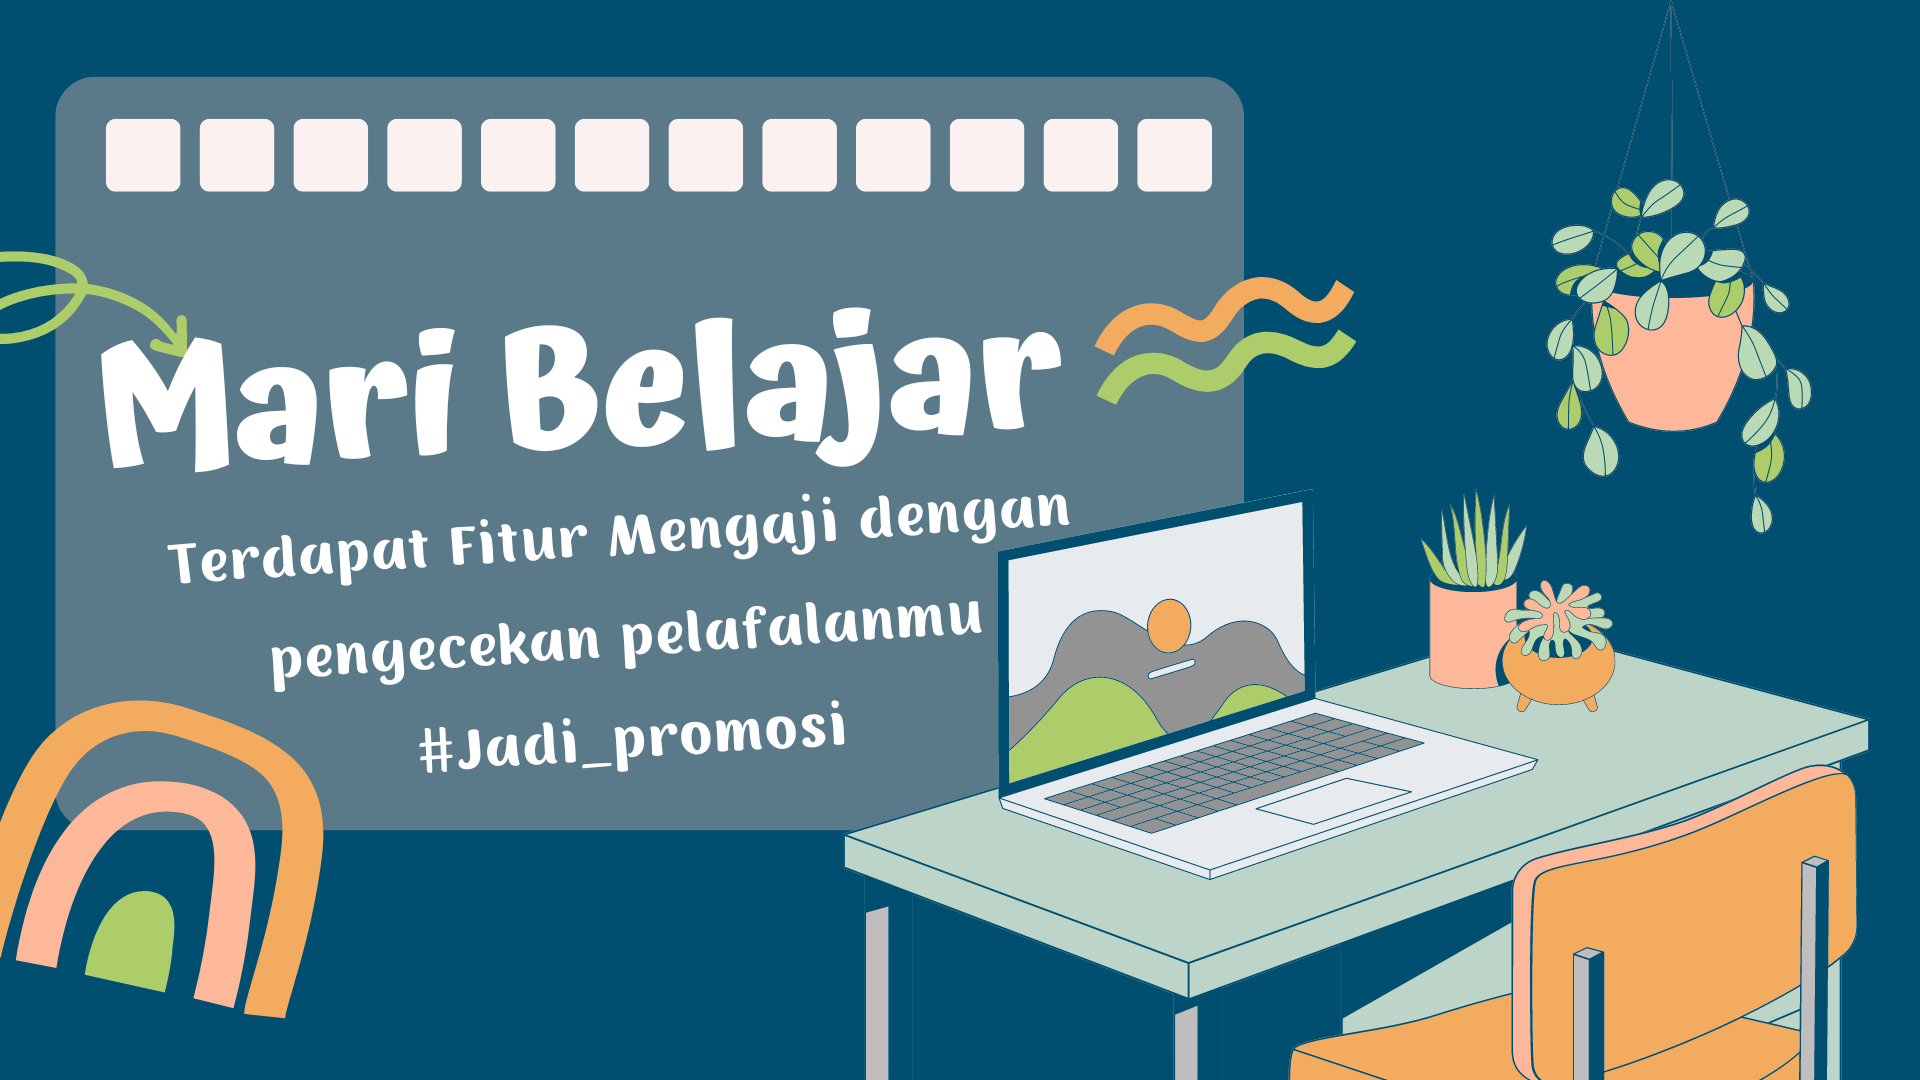 Mari Belajar
Terdapat Fitur Mengaji dengan
pengecekan pelafalanmu
#Jadi_promosi